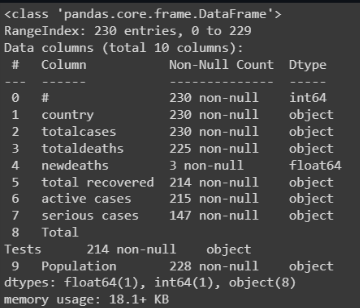 <class 'pandas.core.frame.DataFrame'>
RangeIndex: 230 entries, 0 to 229
Data columns (total 10 columns):
 #   Column           Non-Null Count  Dtype
---  ------           --------------  -----
 0   #                230 non-null    int64
 1   country          230 non-null    object
 2   totalcases       230 non-null    object
 3   totaldeaths      225 non-null    object
 4   newdeaths        3 non-null      float64
 5   total recovered  214 non-null    object
 6   active cases     215 non-null    object
 7   serious cases    147 non-null    object
 8   Total
Tests      214 non-null    object
 9   Population       228 non-null    object
dtypes: float64(1), int64(1), object(8)
memory usage: 18.1+ KB